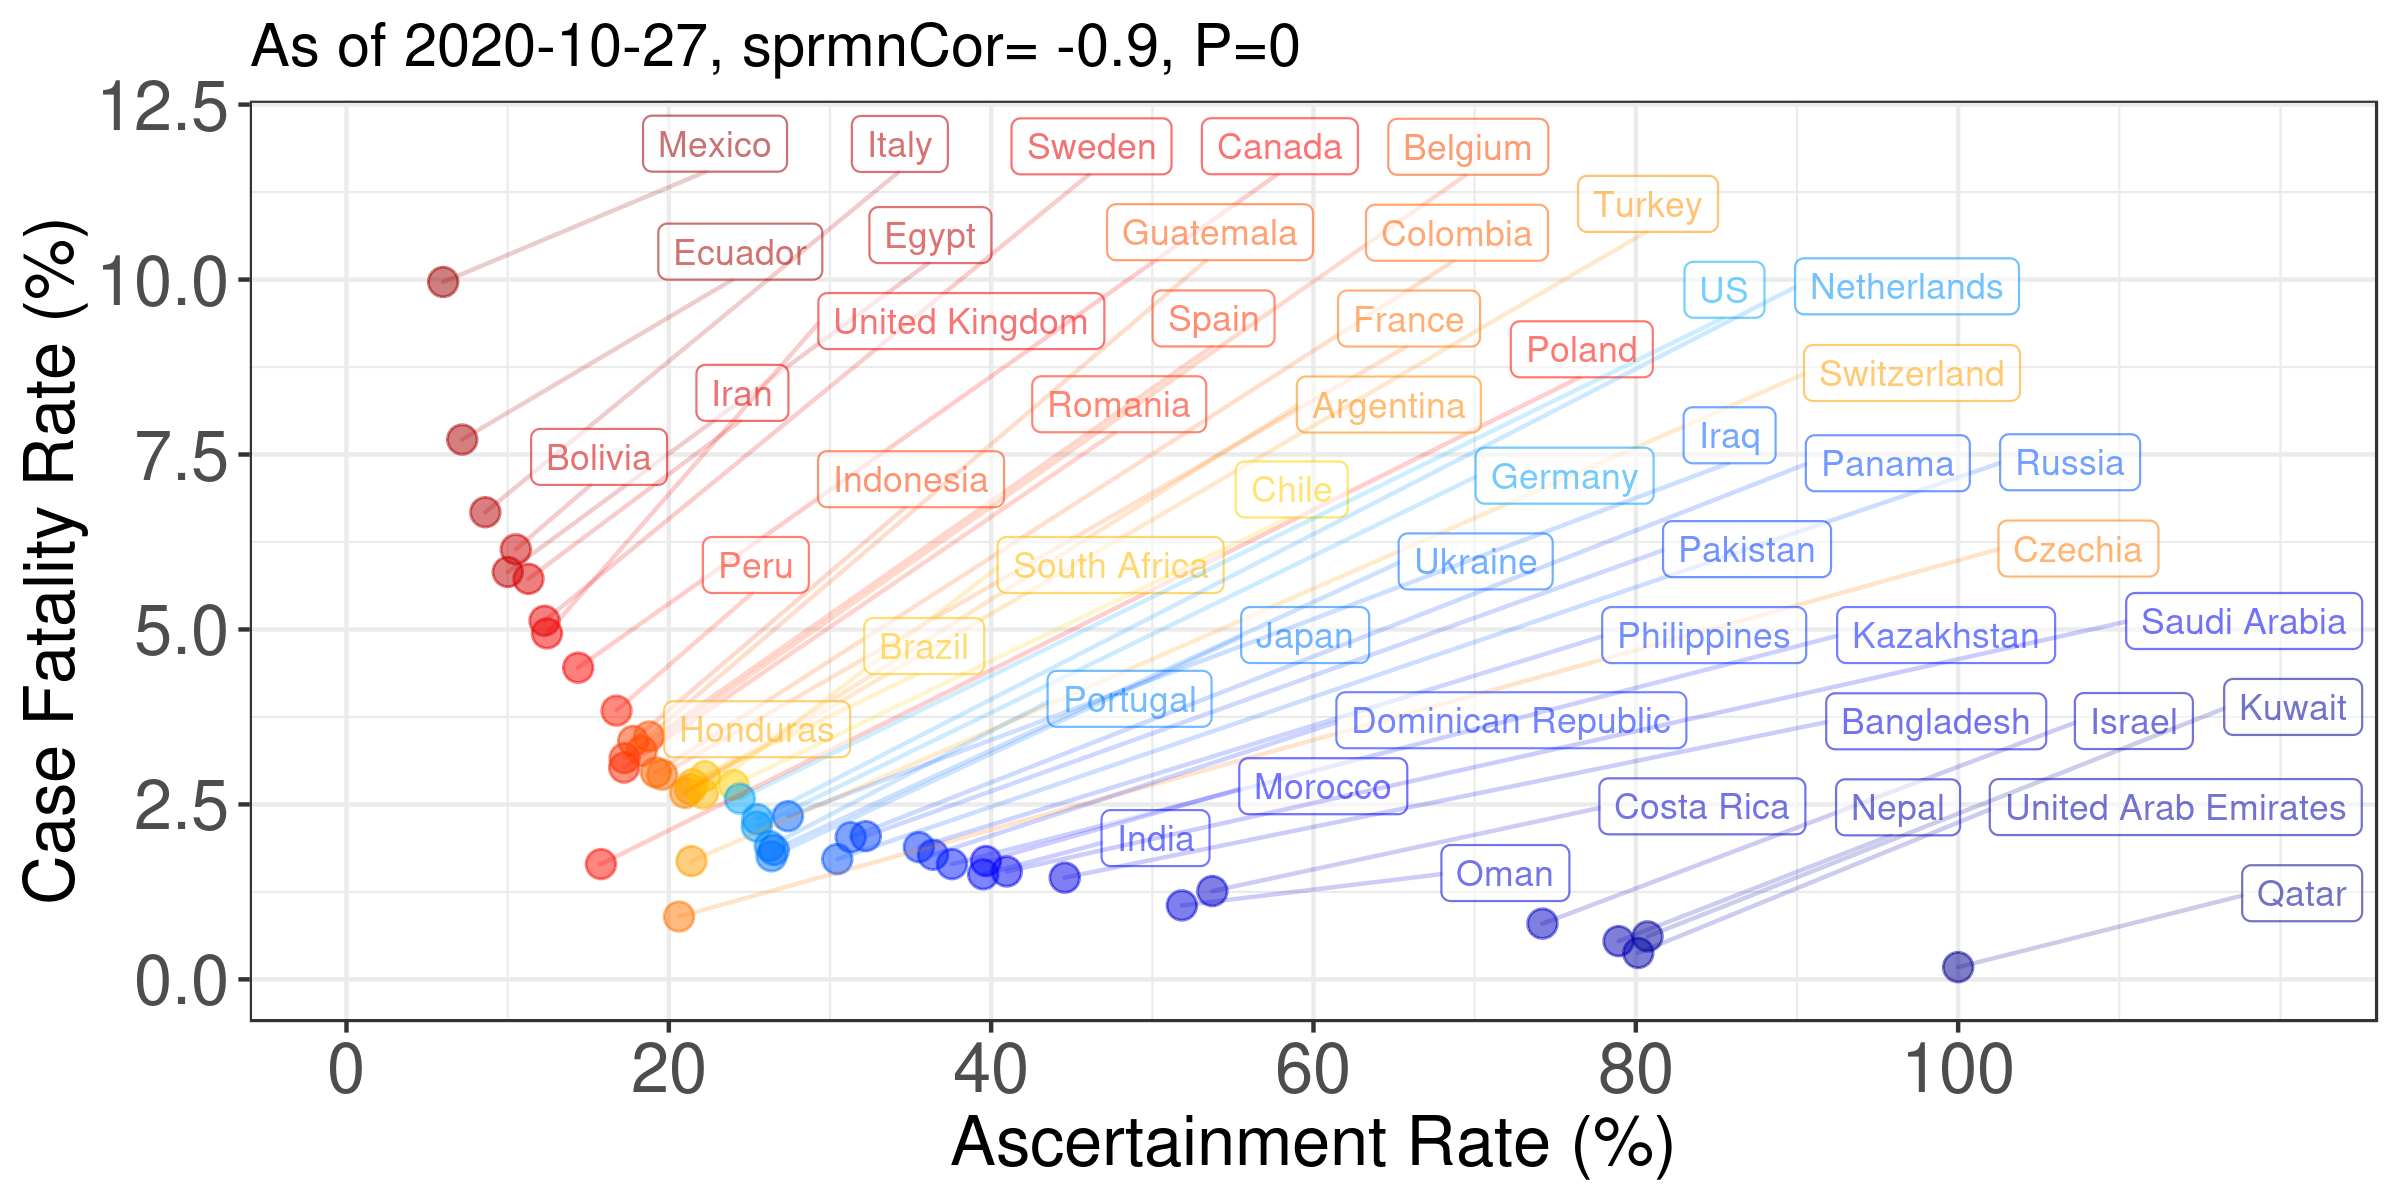 As of 2020-10-27, sprmnCor= -0.9, P=0
12.5
10.0
7.5
5.0
2.5
0.0
Case Fatality Rate (%)
Mexico
Italy
Sweden
Canada
Belgium
Turkey
Ecuador
Egypt
Guatemala
Colombia
US
Netherlands
United Kingdom
Spain
France
Poland
Switzerland
Iran
Romania
Argentina
Iraq
Panama
Russia
Bolivia
Indonesia
Chile
Germany
Peru
South Africa
Ukraine
Pakistan
Czechia
Brazil
Japan
Philippines
Kazakhstan
Saudi Arabia
Honduras
Portugal
Dominican Republic
Bangladesh
Israel
Kuwait
Morocco
Costa Rica
Nepal
United Arab Emirates
India
Oman
Qatar
0
20
40
60
80
100
Ascertainment Rate (%)